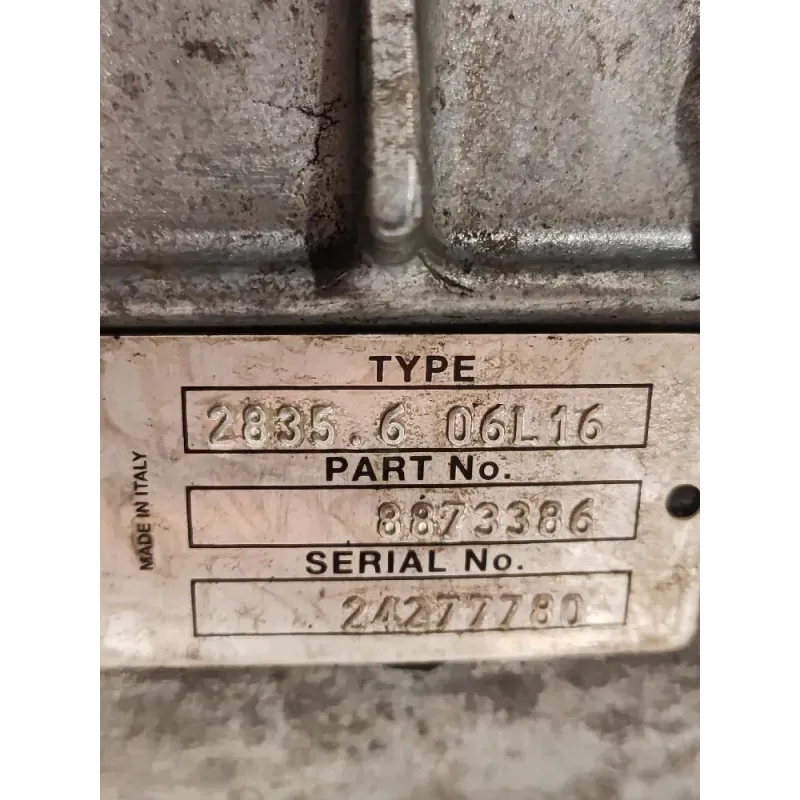 TYPE
2835.6 06L16
PART No.
8873386
SERIAL No.
24277780
MADE IN ITALY